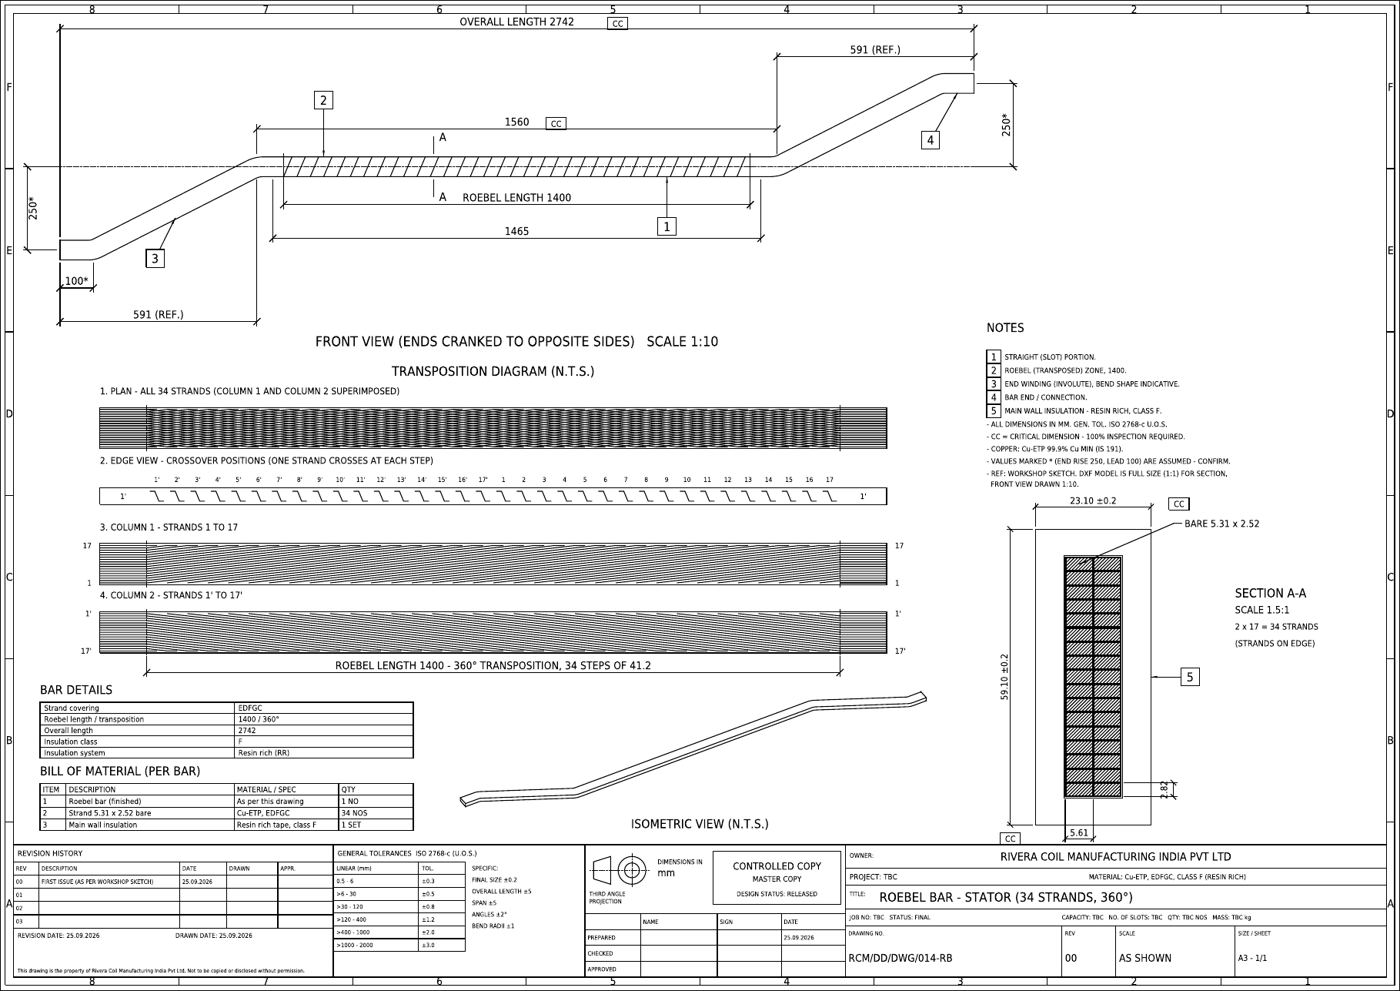 8 7 6 5 4 3 2 1
OVERALL LENGTH 2742 CC
591 (REF.)
F F
2
1560 CC
A
4
250*
250*
A ROEBEL LENGTH 1400
1
1465
E E
3
100*
591 (REF.)
FRONT VIEW (ENDS CRANKED TO OPPOSITE SIDES) SCALE 1:10
TRANSPOSITION DIAGRAM (N.T.S.)
1. PLAN - ALL 34 STRANDS (COLUMN 1 AND COLUMN 2 SUPERIMPOSED)
D D
2. EDGE VIEW - CROSSOVER POSITIONS (ONE STRAND CROSSES AT EACH STEP)
1' 2' 3' 4' 5' 6' 7' 8' 9' 10' 11' 12' 13' 14' 15' 16' 17' 1 2 3 4 5 6 7 8 9 10 11 12 13 14 15 16 17
1' 1'
3. COLUMN 1 - STRANDS 1 TO 17
17 17
1 1
C C
4. COLUMN 2 - STRANDS 1' TO 17'
1' 1'
17' 17'
ROEBEL LENGTH 1400 - 360° TRANSPOSITION, 34 STEPS OF 41.2
NOTES
1 STRAIGHT (SLOT) PORTION.
2 ROEBEL (TRANSPOSED) ZONE, 1400.
3 END WINDING (INVOLUTE), BEND SHAPE INDICATIVE.
4 BAR END / CONNECTION.
5 MAIN WALL INSULATION - RESIN RICH, CLASS F.
- ALL DIMENSIONS IN MM. GEN. TOL. ISO 2768-c U.O.S.
- CC = CRITICAL DIMENSION - 100% INSPECTION REQUIRED.
- COPPER: Cu-ETP 99.9% Cu MIN (IS 191).
- VALUES MARKED * (END RISE 250, LEAD 100) ARE ASSUMED - CONFIRM.
- REF: WORKSHOP SKETCH. DXF MODEL IS FULL SIZE (1:1) FOR SECTION,
FRONT VIEW DRAWN 1:10.
23.10 ±0.2 CC
BARE 5.31 x 2.52
SECTION A-A
SCALE 1.5:1
2 x 17 = 34 STRANDS
(STRANDS ON EDGE)
59.10 ±0.2
5
2.82
CC 5.61
B B
BAR DETAILS
Strand covering EDFGC
Roebel length / transposition 1400 / 360°
Overall length 2742
Insulation class F
Insulation system Resin rich (RR)
BILL OF MATERIAL (PER BAR)
ITEM DESCRIPTION MATERIAL / SPEC QTY
1 Roebel bar (finished) As per this drawing 1 NO
2 Strand 5.31 x 2.52 bare Cu-ETP, EDFGC 34 NOS
3 Main wall insulation Resin rich tape, class F 1 SET
ISOMETRIC VIEW (N.T.S.)
A A
REVISION HISTORY
REV DESCRIPTION DATE DRAWN APPR.
00 FIRST ISSUE (AS PER WORKSHOP SKETCH) 25.09.2026
01
02
03
REVISION DATE: 25.09.2026 DRAWN DATE: 25.09.2026
This drawing is the property of Rivera Coil Manufacturing India Pvt Ltd. Not to be copied or disclosed without permission.
GENERAL TOLERANCES ISO 2768-c (U.O.S.)
LINEAR (mm) TOL.
0.5 - 6 ±0.3
>6 - 30 ±0.5
>30 - 120 ±0.8
>120 - 400 ±1.2
>400 - 1000 ±2.0
>1000 - 2000 ±3.0
SPECIFIC:
FINAL SIZE ±0.2
OVERALL LENGTH ±5
SPAN ±5
ANGLES ±2°
BEND RADII ±1
THIRD ANGLE
PROJECTION
DIMENSIONS IN
mm
CONTROLLED COPY
MASTER COPY
DESIGN STATUS: RELEASED
NAME SIGN DATE
PREPARED 25.09.2026
CHECKED
APPROVED
OWNER: RIVERA COIL MANUFACTURING INDIA PVT LTD
PROJECT: TBC MATERIAL: Cu-ETP, EDFGC, CLASS F (RESIN RICH)
TITLE: ROEBEL BAR - STATOR (34 STRANDS, 360°)
JOB NO: TBC STATUS: FINAL CAPACITY: TBC NO. OF SLOTS: TBC QTY: TBC NOS MASS: TBC kg
DRAWING NO. REV SCALE SIZE / SHEET
RCM/DD/DWG/014-RB 00 AS SHOWN A3 - 1/1
8 7 6 5 4 3 2 1